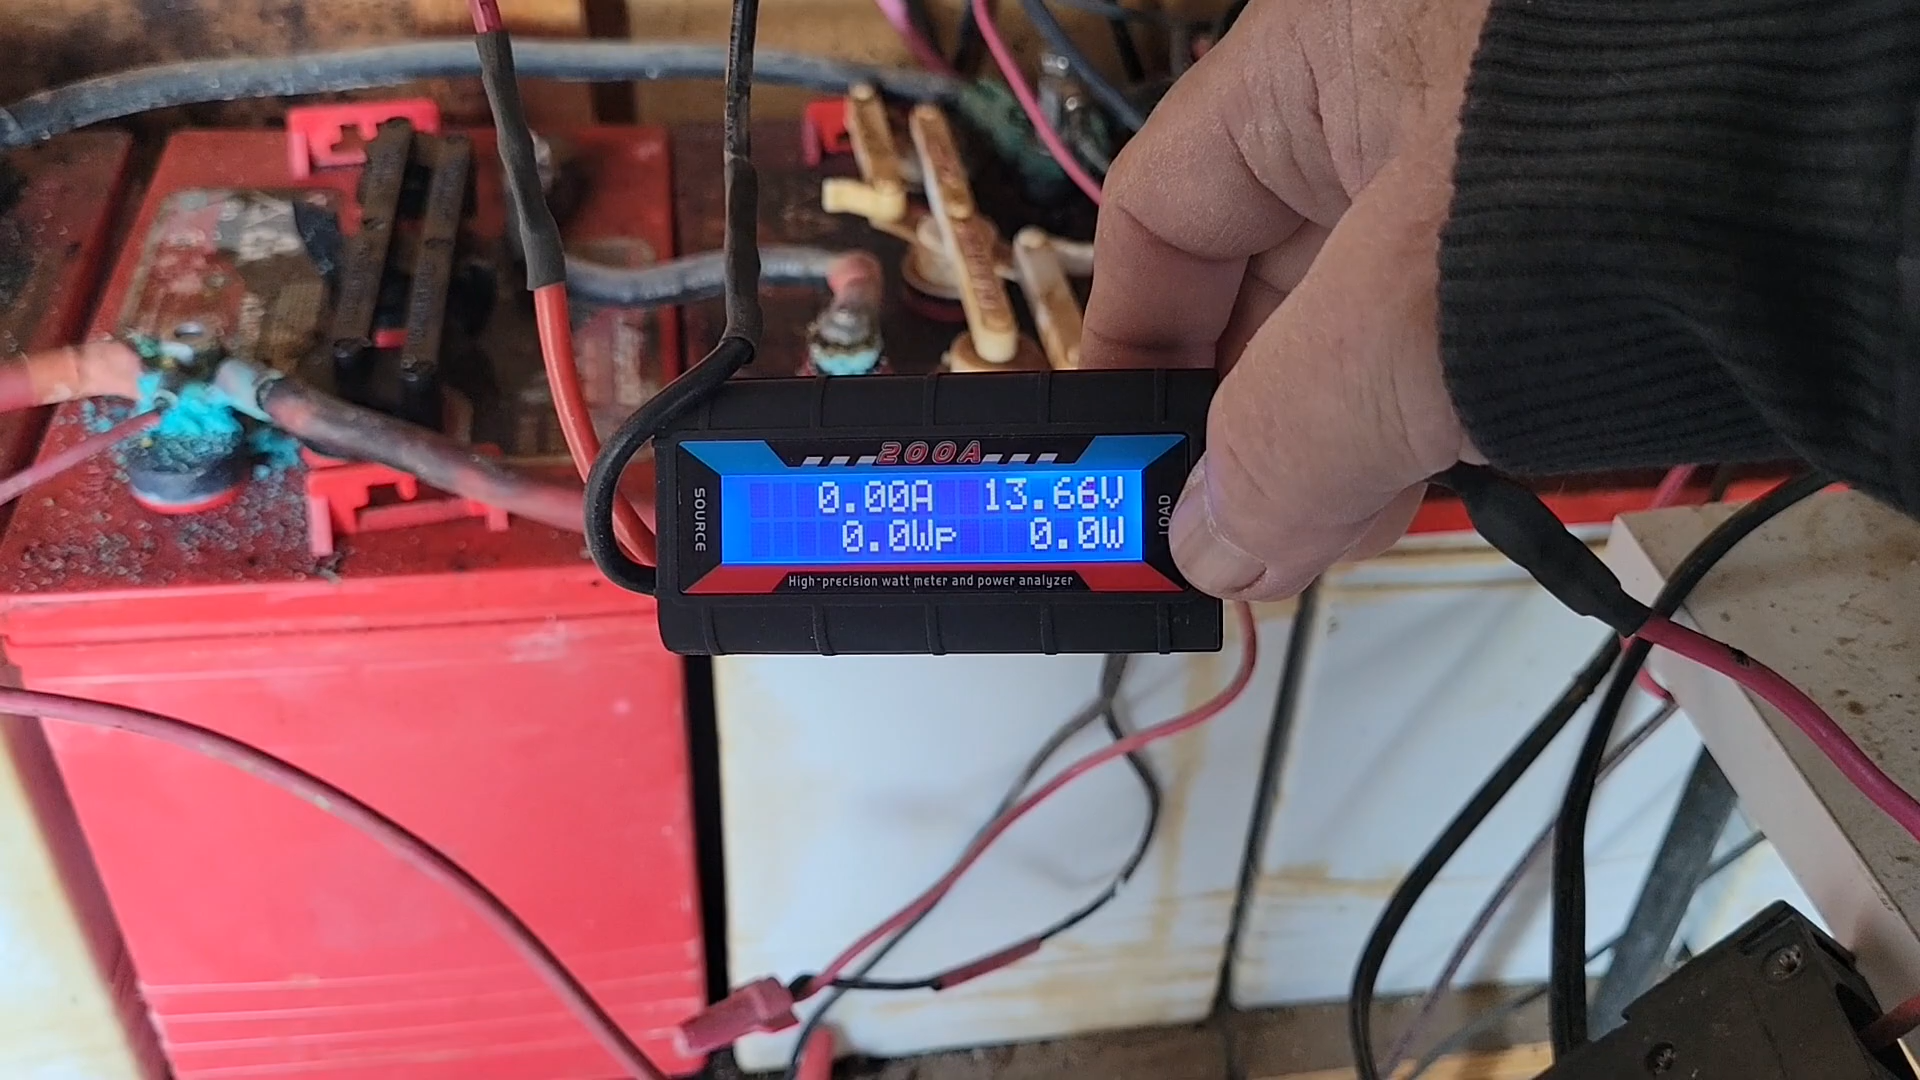 200A
SOURCE
0.00A 13.66V
0.0Wp 0.0W
LOAD
High-precision watt meter and power analyzer